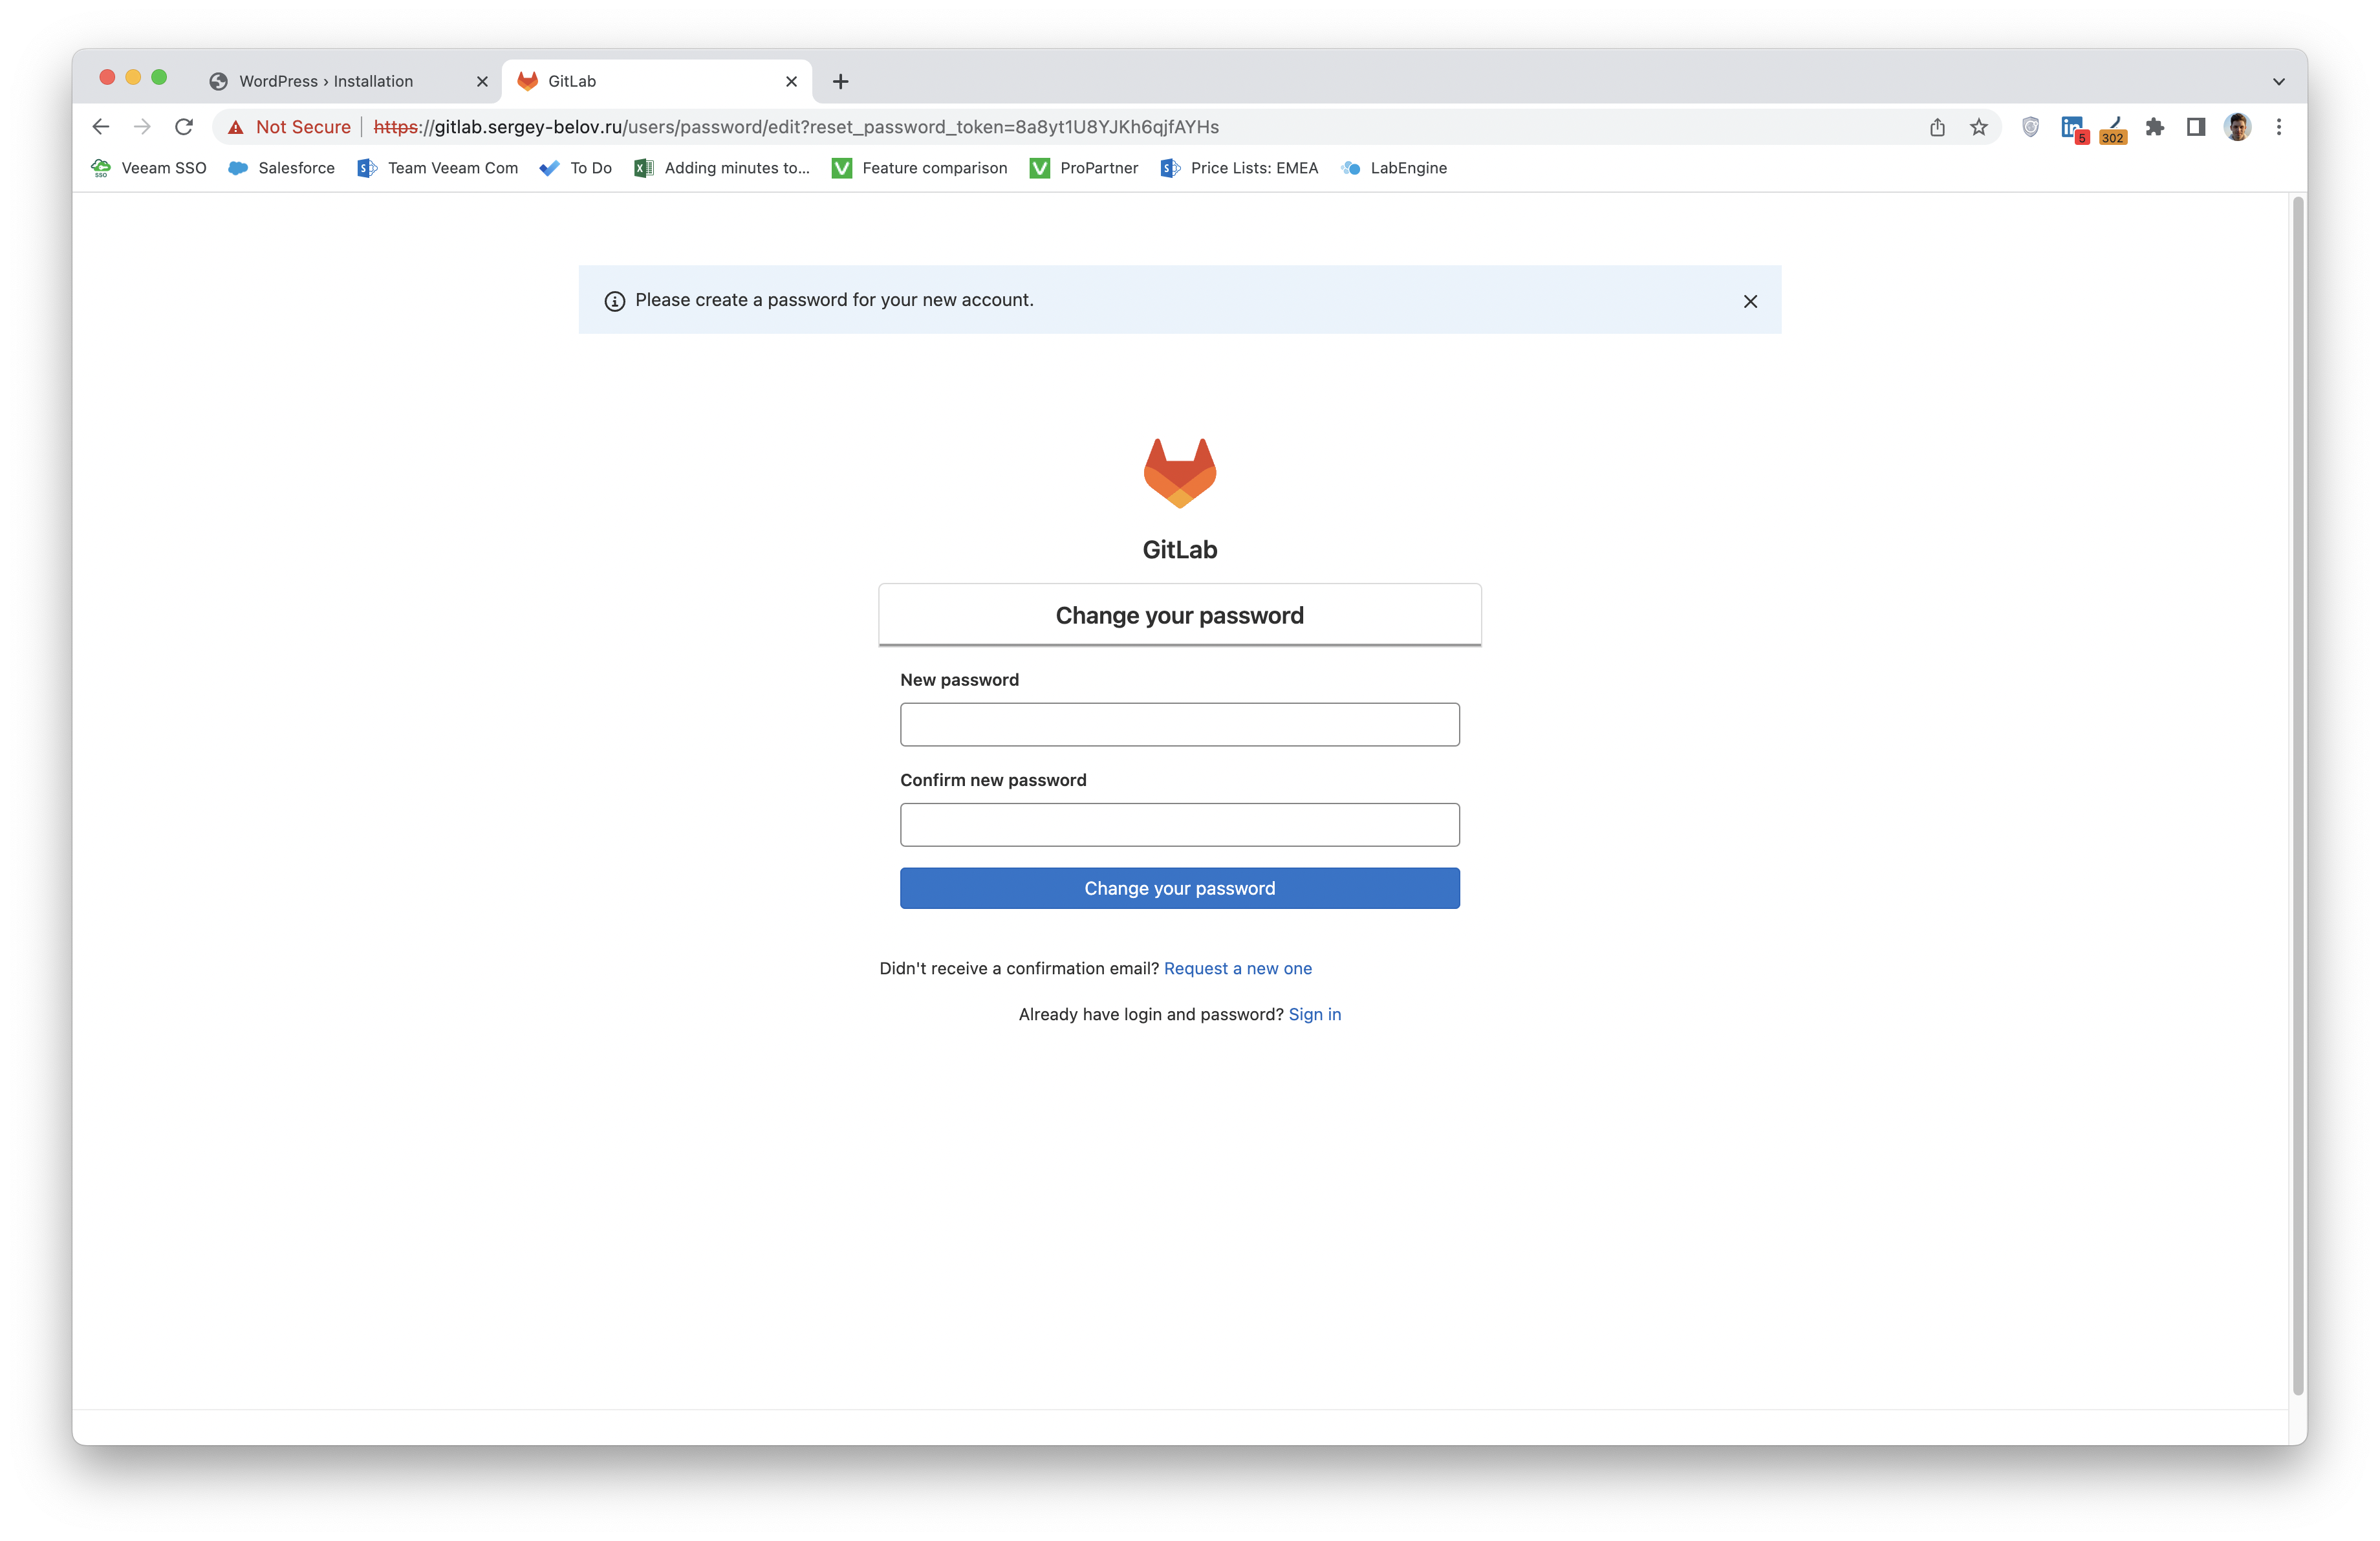 WordPress › Installation
GitLab
Not Secure
https://gitlab.sergey-belov.ru/users/password/edit?reset_password_token=8a8yt1U8YJKh6qjfAYHs
5
302
Veeam SSO
Salesforce
Team Veeam Com
To Do
Adding minutes to...
Feature comparison
ProPartner
Price Lists: EMEA
LabEngine
Please create a password for your new account.
GitLab
Change your password
New password
Confirm new password
Change your password
Didn't receive a confirmation email? Request a new one
Already have login and password? Sign in